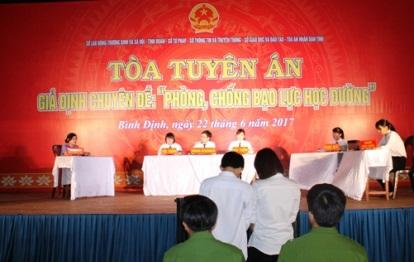 SỞ LAO ĐỘNG THƯƠNG BINH VÀ XÃ HỘI - TỈNH ĐOÀN - SỞ TƯ PHÁP - SỞ THÔNG TIN VÀ TRUYỀN THÔNG - SỞ GIÁO DỤC VÀ ĐÀO TẠO - TÒA ÁN NHÂN DÂN TỈNH
TÒA TUYÊN ÁN
GIẢ ĐỊNH CHUYÊN ĐỀ: "PHÒNG, CHỐNG BẠO LỰC HỌC ĐƯỜNG"
Bình Định, ngày 22 tháng 6 năm 2017